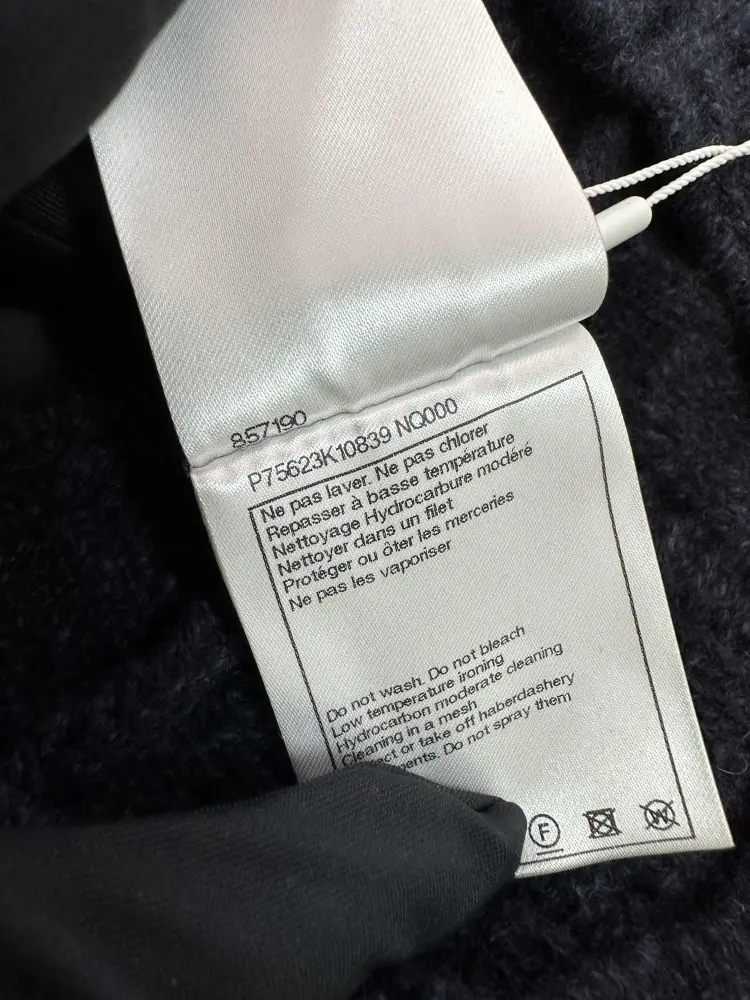 857190
P75623K10839 NQ000
Ne pas laver. Ne pas chlorer
Repasser à basse température
Nettoyage Hydrocarbure modéré
Nettoyer dans un filet
Protéger ou ôter les merceries
Ne pas les vaporiser
Do not wash. Do not bleach
Low temperature ironing
Hydrocarbon moderate cleaning
Cleaning in a mesh
or take off haberdashery
Do not spray them
F
W